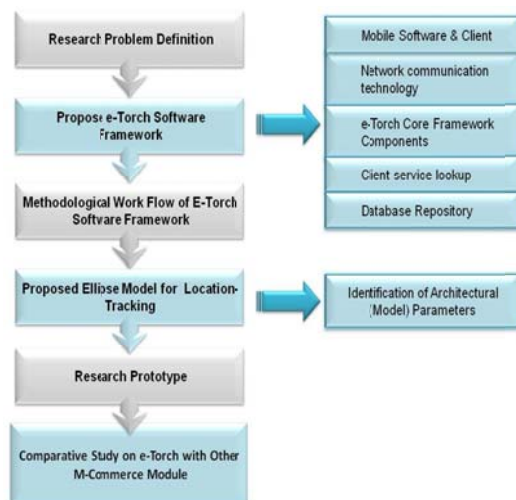 Research Problem Definition
Propose e-Torch Software
Framework
Methodological Work Flow of E-Torch
Software Framework
Proposed Ellipse Model for Location-
Tracking
Research Prototype
Comparative Study on e-Torch with Other
M-Commerce Module
Mobile Software & Client
Network communication
technology
e-Torch Core Framework
Components
Client service lookup
Database Repository
Identification of Architectural
(Model) Parameters